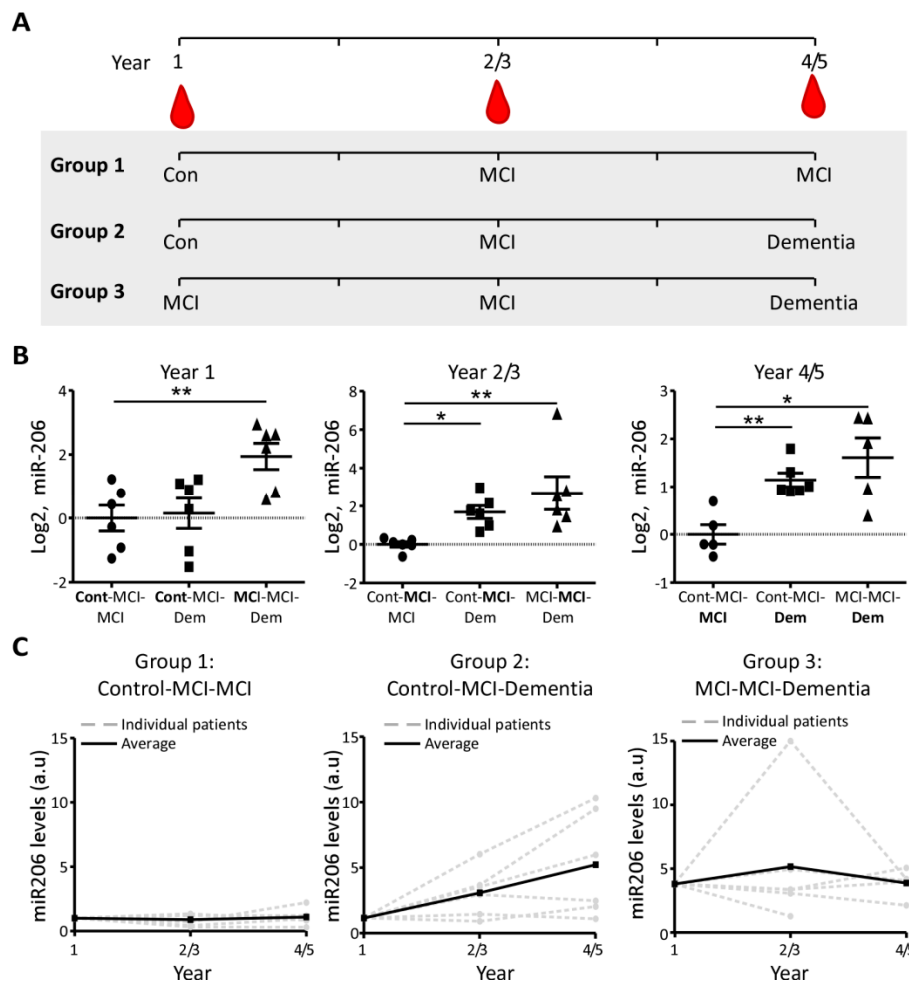 A
Year 1 2/3 4/5
Group 1
Con MCI MCI
Group 2
Con MCI Dementia
Group 3
MCI MCI Dementia
B
Year 1
**
Log2, miR-206
4
2
0
-2
Cont-MCI-MCI
Cont-MCI-Dem
MCI-MCI-Dem
Year 2/3
**
*
Log2, miR-206
8
6
4
2
0
-2
Cont-MCI-MCI
Cont-MCI-Dem
MCI-MCI-Dem
Year 4/5
*
**
Log2, miR-206
3
2
1
0
-1
Cont-MCI-MCI
Cont-MCI-Dem
MCI-MCI-Dem
C
Group 1:
Control-MCI-MCI
Individual patients
Average
miR206 levels (a.u)
15
10
5
0
1 2/3 4/5
Year
Group 2:
Control-MCI-Dementia
Individual patients
Average
miR206 levels (a.u)
15
10
5
0
1 2/3 4/5
Year
Group 3:
MCI-MCI-Dementia
Individual patients
Average
miR206 levels (a.u)
15
10
5
0
1 2/3 4/5
Year